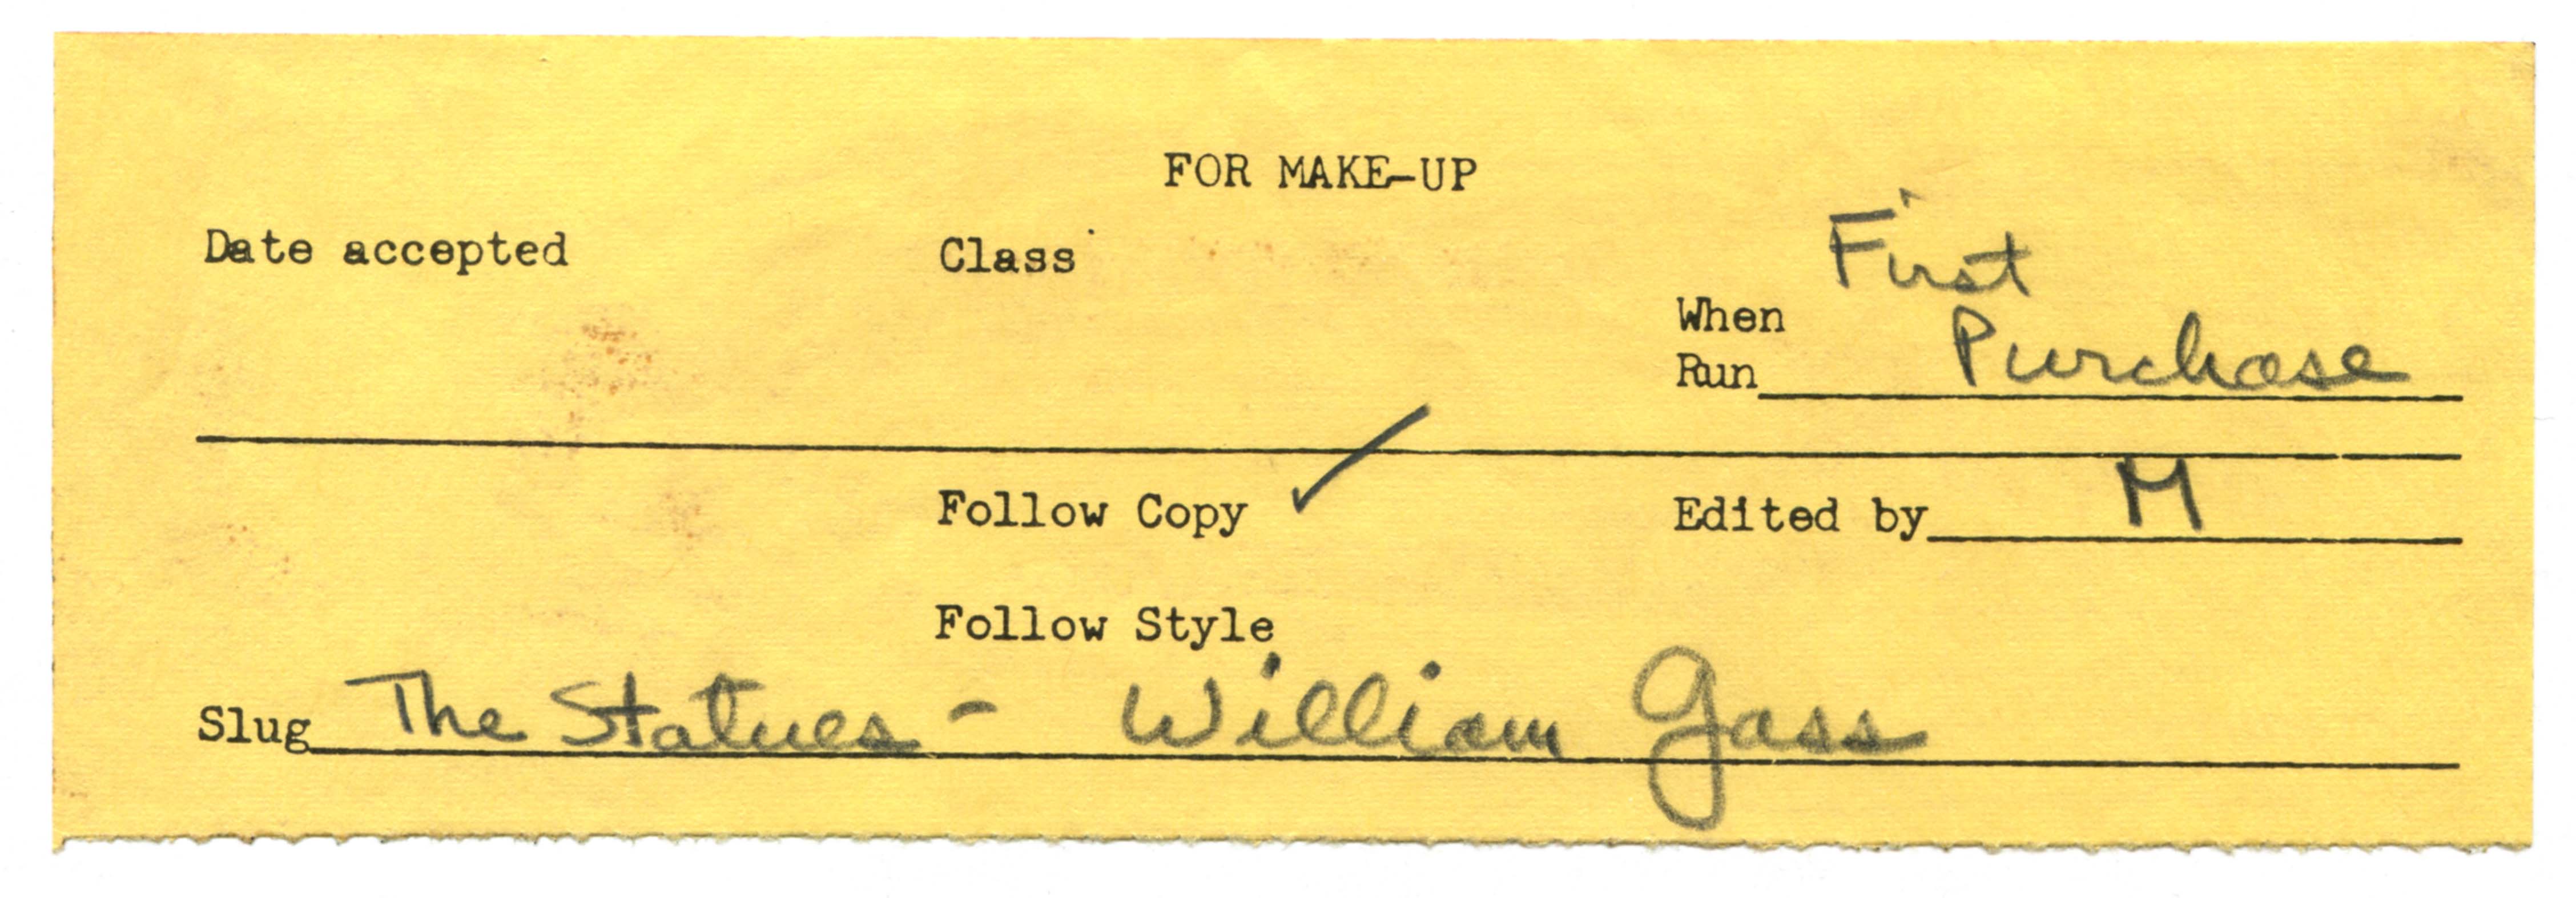 FOR MAKE-UP
Date accepted Class First
When
Run Purchase
Follow Copy ✓ Edited by M
Follow Style
Slug The Statues - William Gass